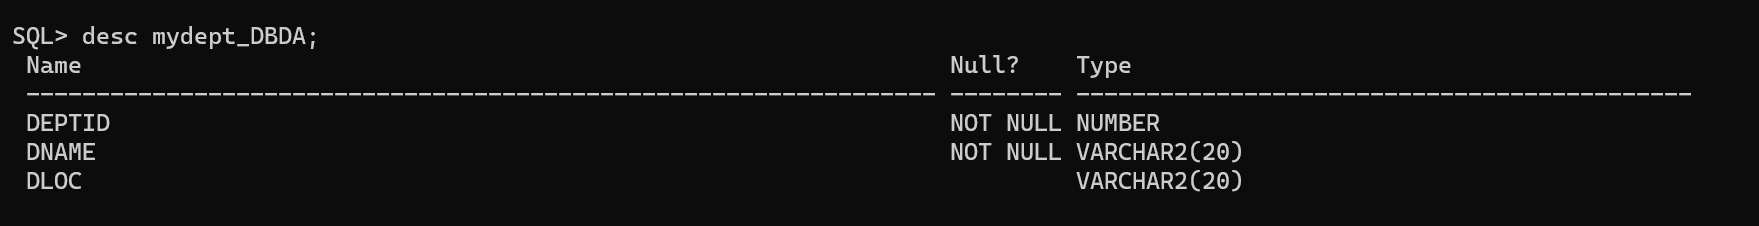 SQL> desc mydept_DBDA;
 Name                                                              Null?    Type
 ----------------------------------------------------------------- -------- --------------------------------------------
 DEPTID                                                            NOT NULL NUMBER
 DNAME                                                             NOT NULL VARCHAR2(20)
 DLOC                                                                       VARCHAR2(20)